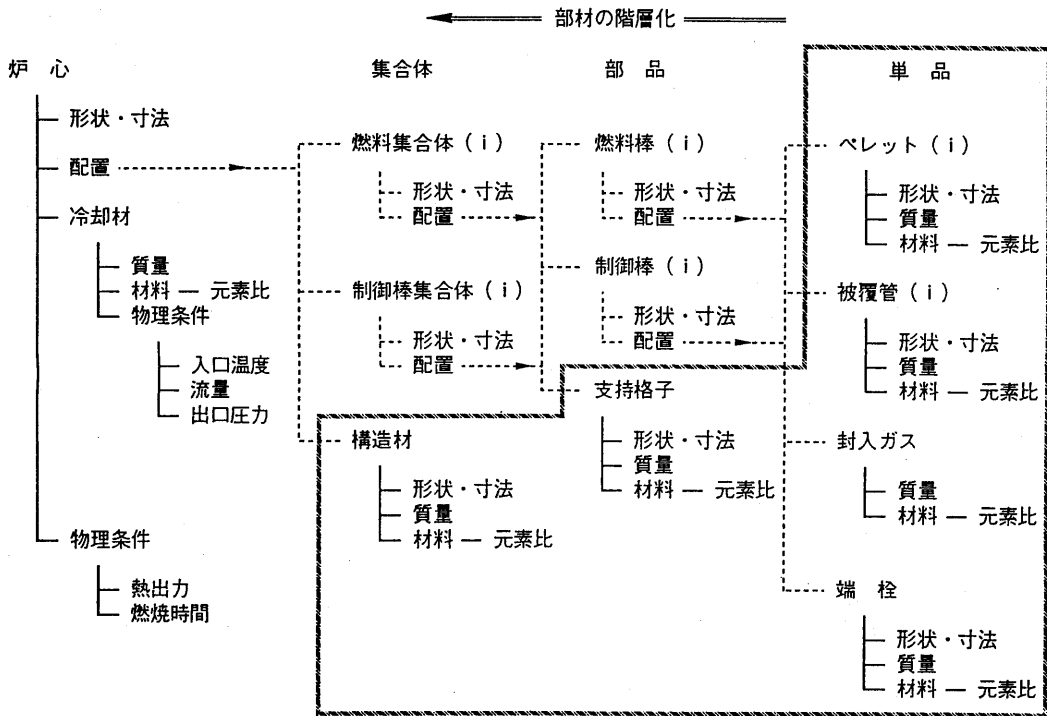 部材の階層化
炉 心
形状・寸法
配置
冷却材
質量
材料 — 元素比
物理条件
入口温度
流量
出口圧力
物理条件
熱出力
燃焼時間
集合体
燃料集合体 (i)
形状・寸法
配置
制御棒集合体 (i)
形状・寸法
配置
構造材
形状・寸法
質量
材料 — 元素比
部 品
燃料棒 (i)
形状・寸法
配置
制御棒 (i)
形状・寸法
配置
支持格子
形状・寸法
質量
材料 — 元素比
単 品
ペレット (i)
形状・寸法
質量
材料 — 元素比
被覆管 (i)
形状・寸法
質量
材料 — 元素比
封入ガス
質量
材料 — 元素比
端 栓
形状・寸法
質量
材料 — 元素比